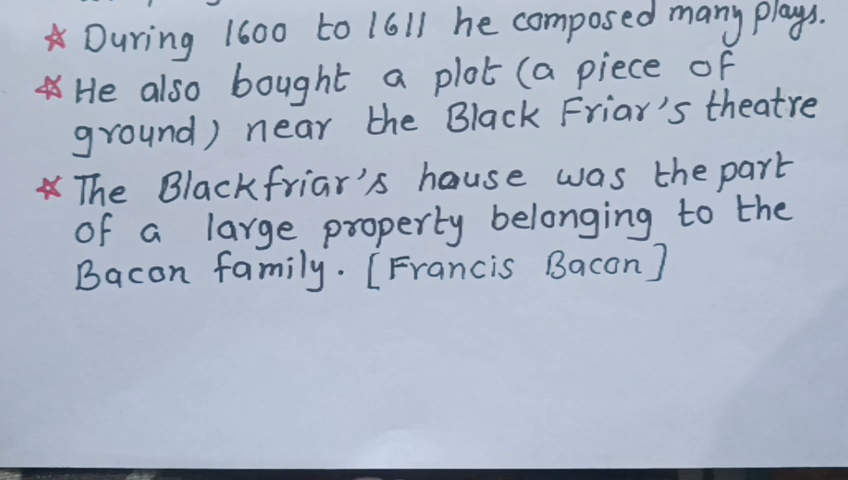 ☆ During 1600 to 1611 he composed many plays.
☆ He also bought a plot (a piece of
ground) near the Black Friar's theatre
☆ The Blackfriar's house was the part
of a large property belonging to the
Bacon family. [Francis Bacon]